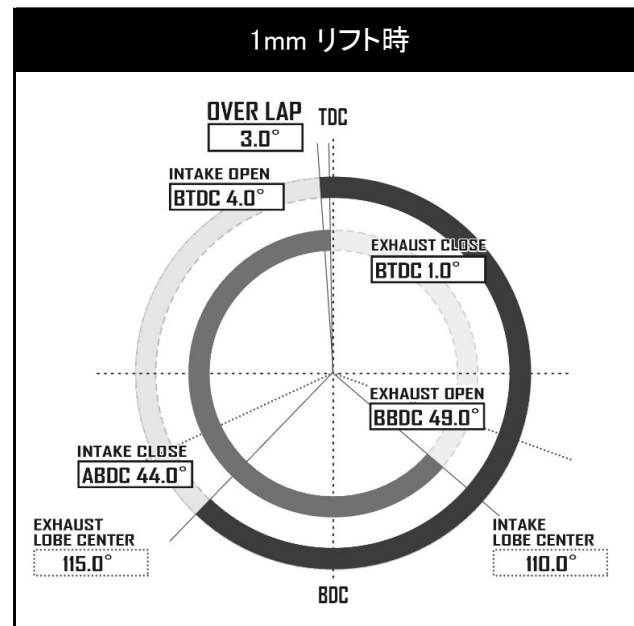 1mm リフト時
OVER LAP
3.0°
TDC
INTAKE OPEN
BTDC 4.0°
EXHAUST CLOSE
BTDC 1.0°
EXHAUST OPEN
BBDC 49.0°
INTAKE CLOSE
ABDC 44.0°
EXHAUST
LOBE CENTER
115.0°
INTAKE
LOBE CENTER
110.0°
BDC